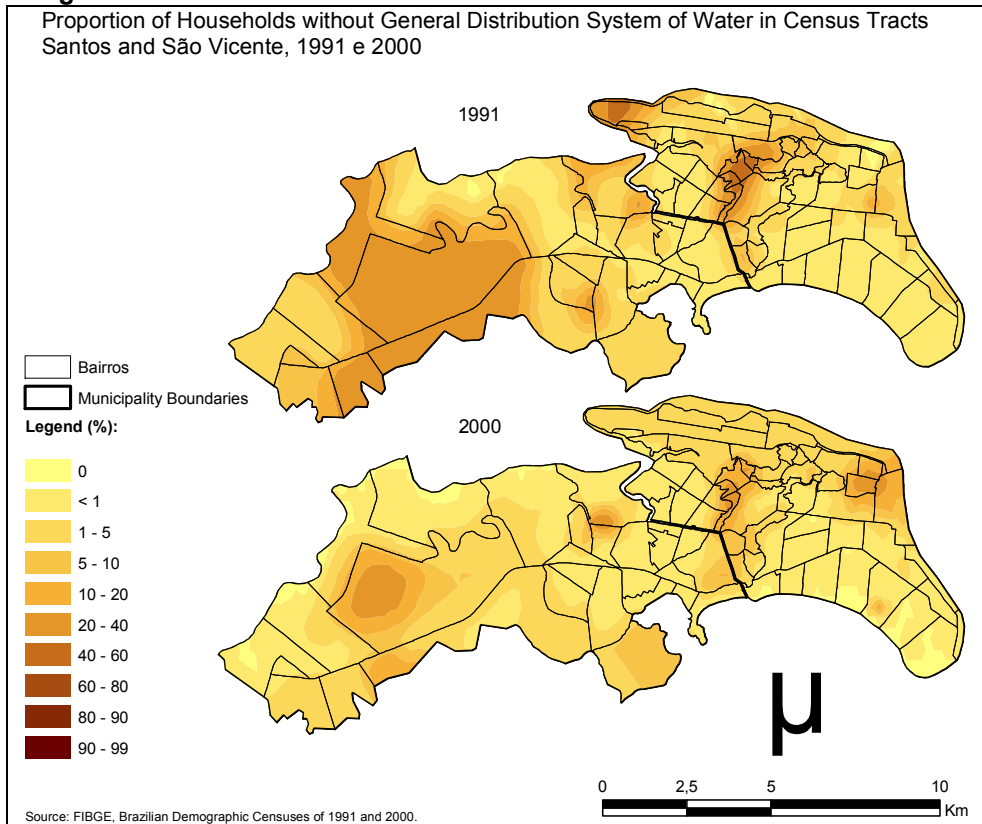 Proportion of Households without General Distribution System of Water in Census Tracts
Santos and São Vicente, 1991 e 2000
1991
Bairros
Municipality Boundaries
2000
Legend (%):
0
< 1
1 - 5
5 - 10
10 - 20
20 - 40
40 - 60
60 - 80
80 - 90
90 - 99
µ
0 2,5 5 10
Km
Source: FIBGE, Brazilian Demographic Censuses of 1991 and 2000.